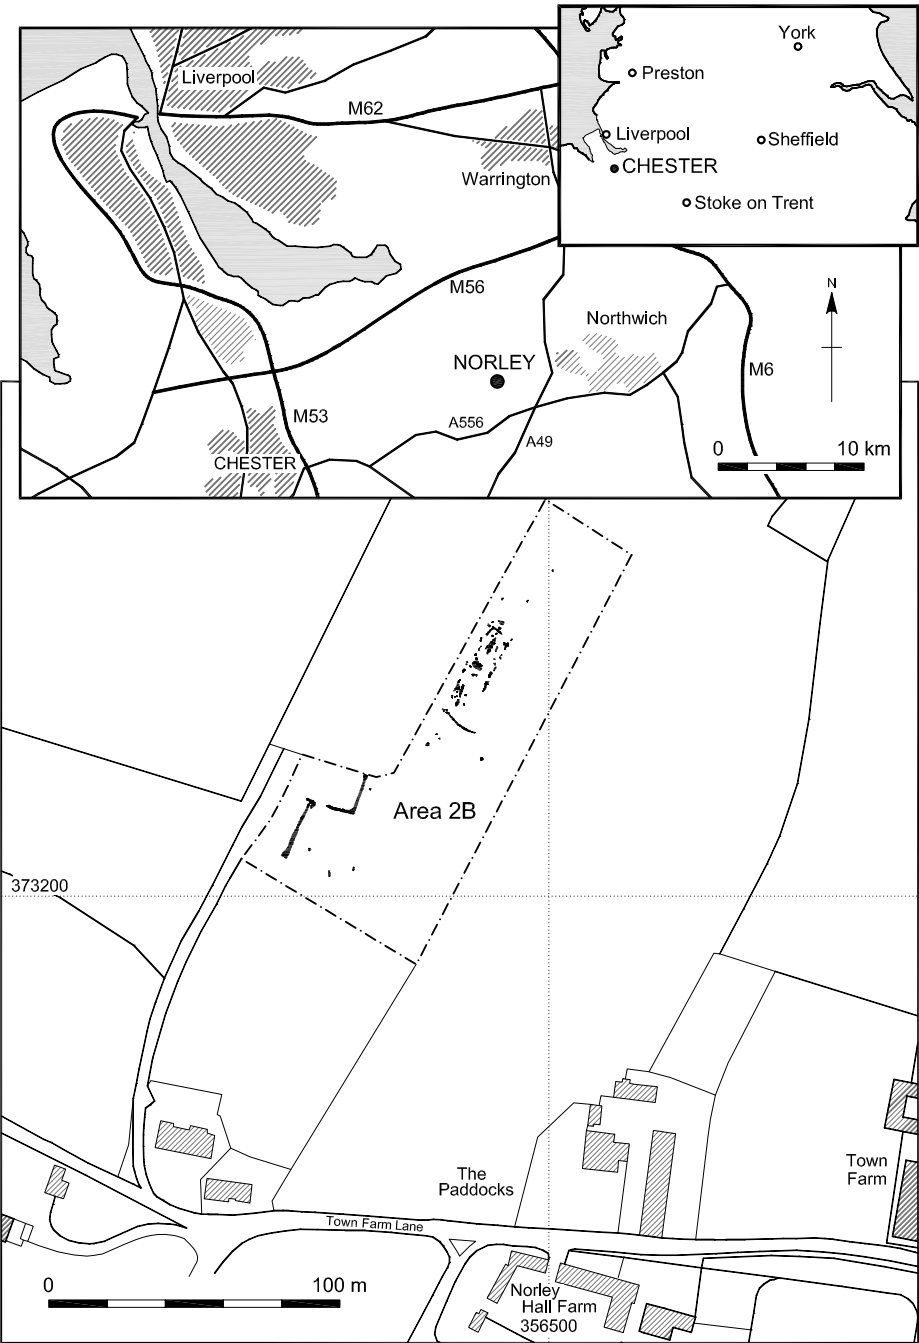 York
Preston
Liverpool
Sheffield
CHESTER
Stoke on Trent
Liverpool
M62
Warrington
M56
Northwich
N
NORLEY
M6
M53
A556
A49
CHESTER
0 10 km
Area 2B
373200
The
Paddocks
Town
Farm
Town Farm Lane
0 100 m
Norley
Hall Farm
356500